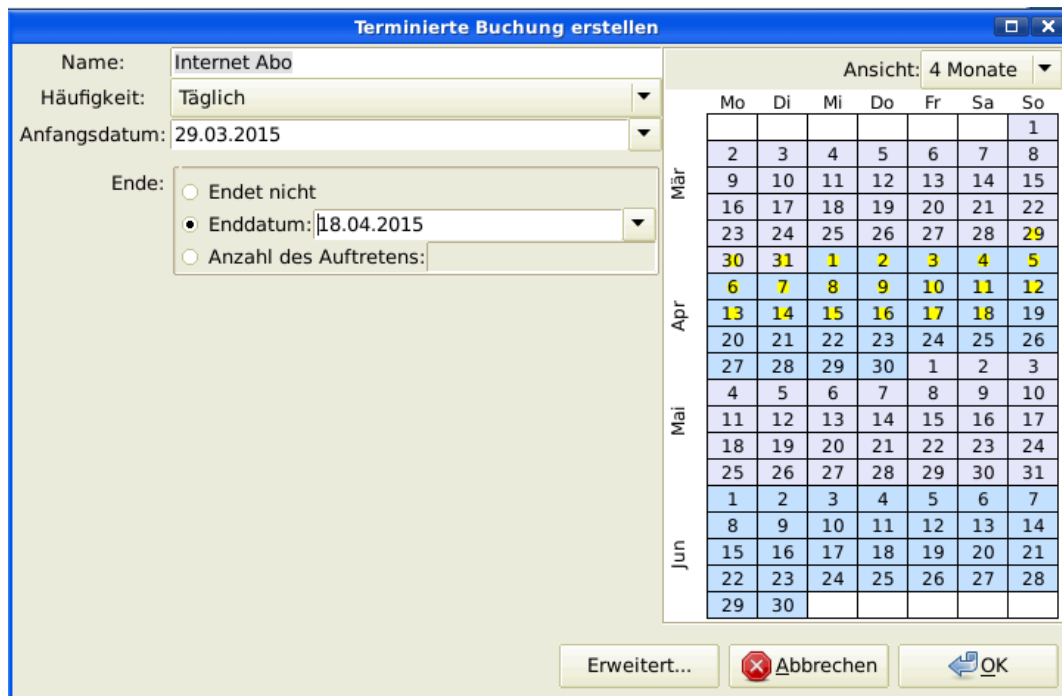 Terminierte Buchung erstellen
Name: Internet Abo
Häufigkeit: Täglich
Anfangsdatum: 29.03.2015
Ende:
Endet nicht
Enddatum: 18.04.2015
Anzahl des Auftretens:
Ansicht: 4 Monate
Mo Di Mi Do Fr Sa So
Mär
1
2 3 4 5 6 7 8
9 10 11 12 13 14 15
16 17 18 19 20 21 22
23 24 25 26 27 28 29
30 31 1 2 3 4 5
Apr
6 7 8 9 10 11 12
13 14 15 16 17 18 19
20 21 22 23 24 25 26
27 28 29 30 1 2 3
Mai
4 5 6 7 8 9 10
11 12 13 14 15 16 17
18 19 20 21 22 23 24
25 26 27 28 29 30 31
Jun
1 2 3 4 5 6 7
8 9 10 11 12 13 14
15 16 17 18 19 20 21
22 23 24 25 26 27 28
29 30
Erweitert... Abbrechen OK